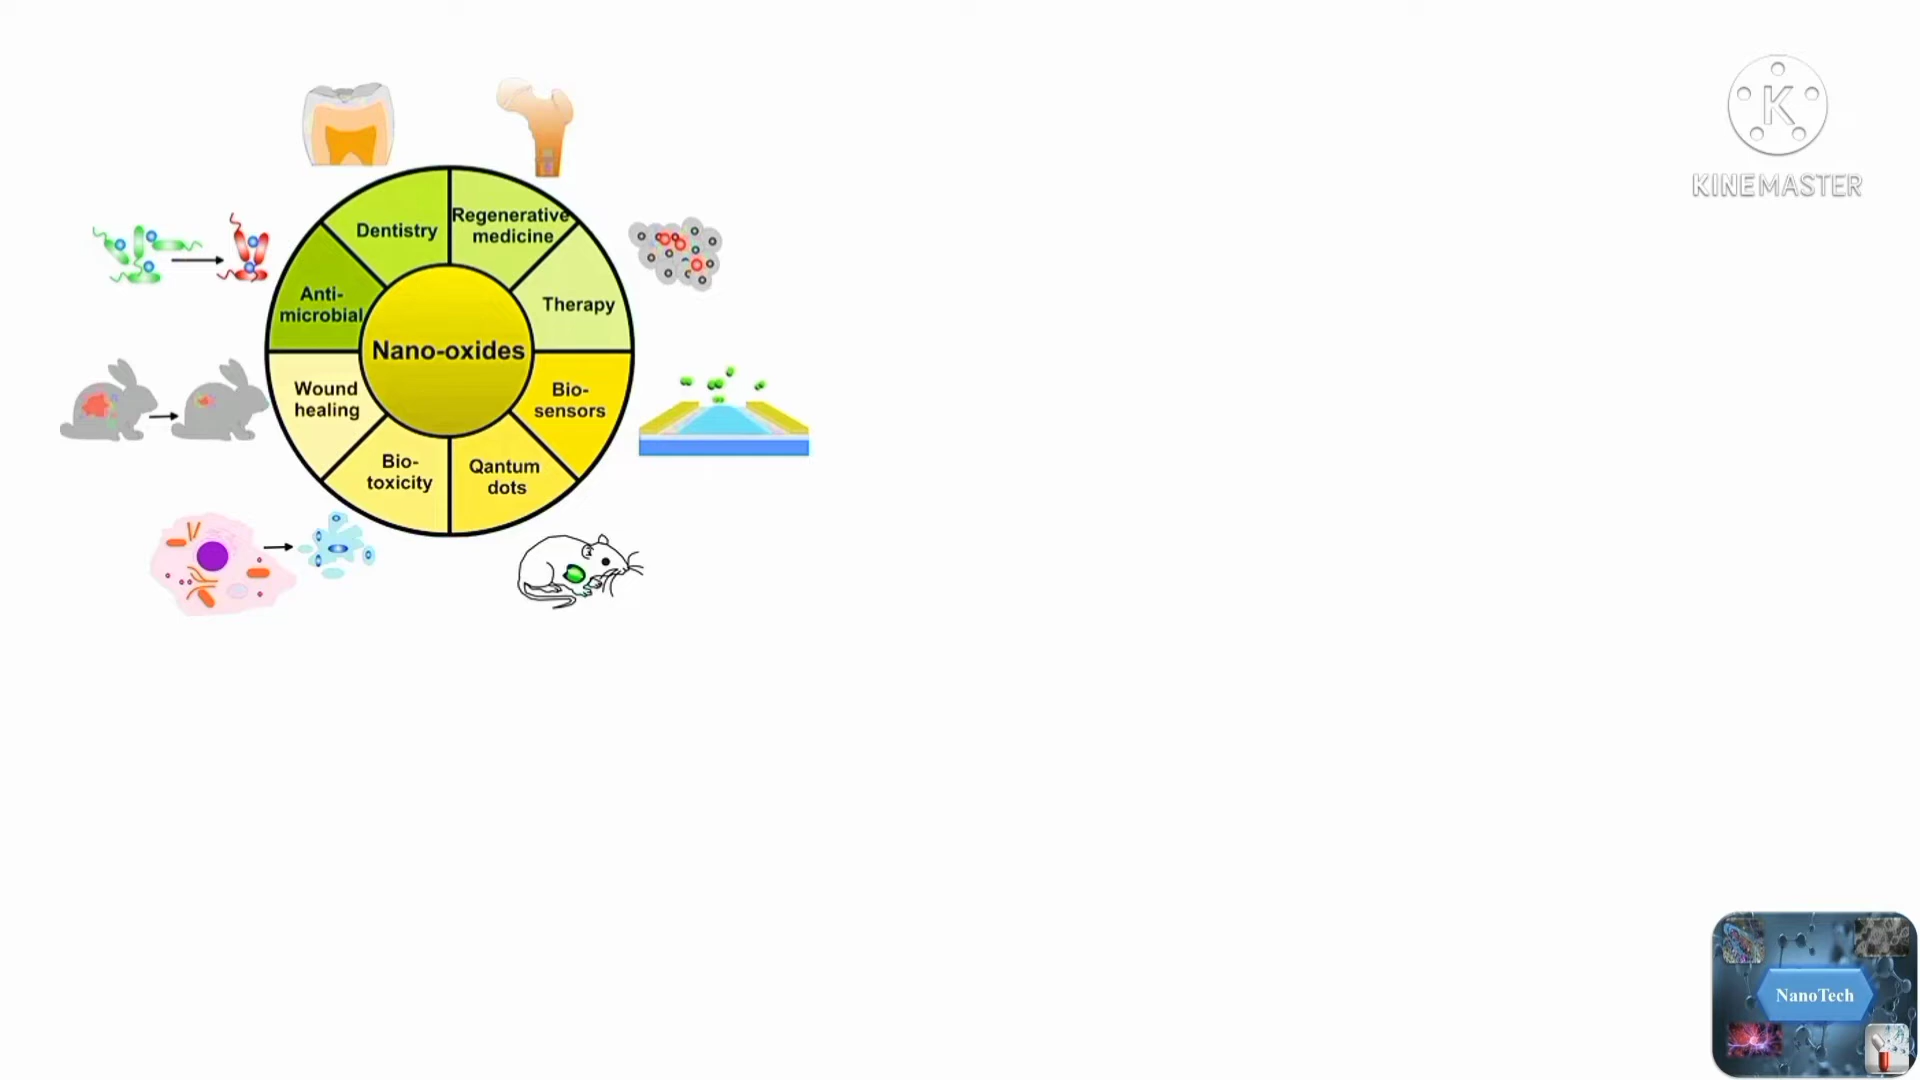 K
KINEMASTER
Dentistry
Regenerative
medicine
Anti-
microbial
Therapy
Nano-oxides
Wound
healing
Bio-
sensors
Bio-
toxicity
Qantum
dots
NanoTech